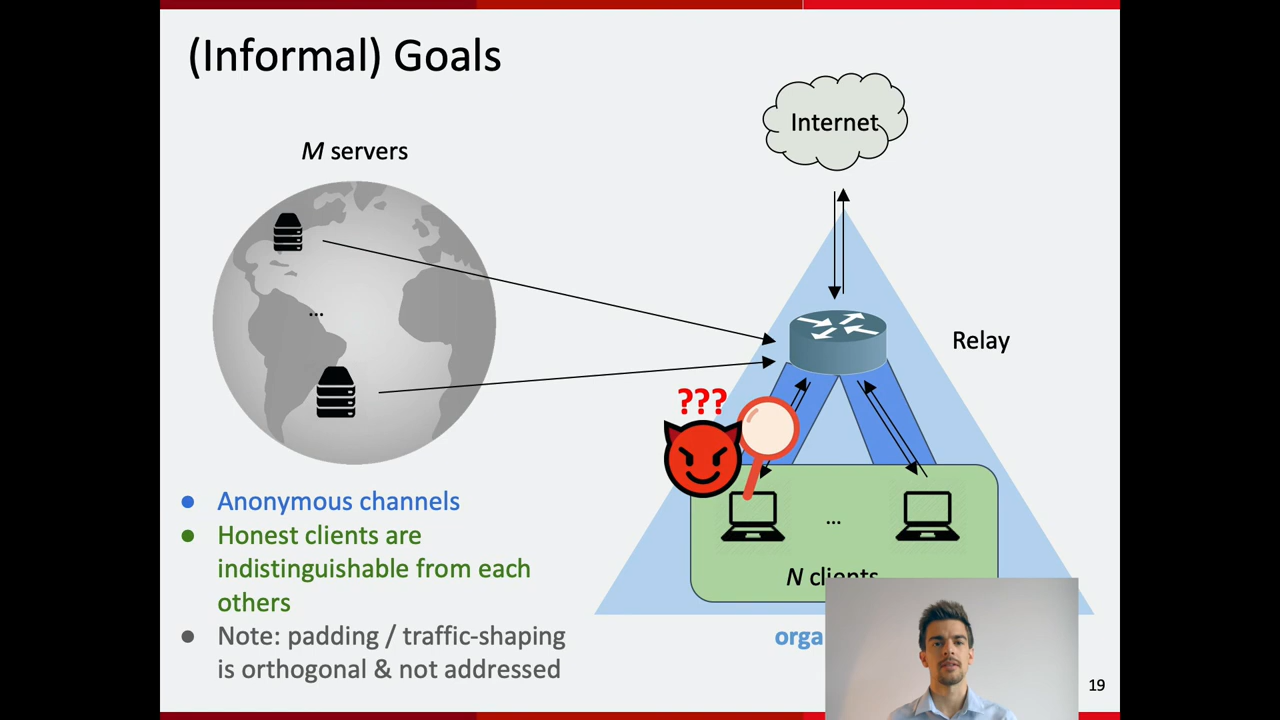 (Informal) Goals
Internet
M servers
...
Relay
???
...
N clients
orga
Anonymous channels
Honest clients are
indistinguishable from each
others
Note: padding / traffic-shaping
is orthogonal & not addressed
19